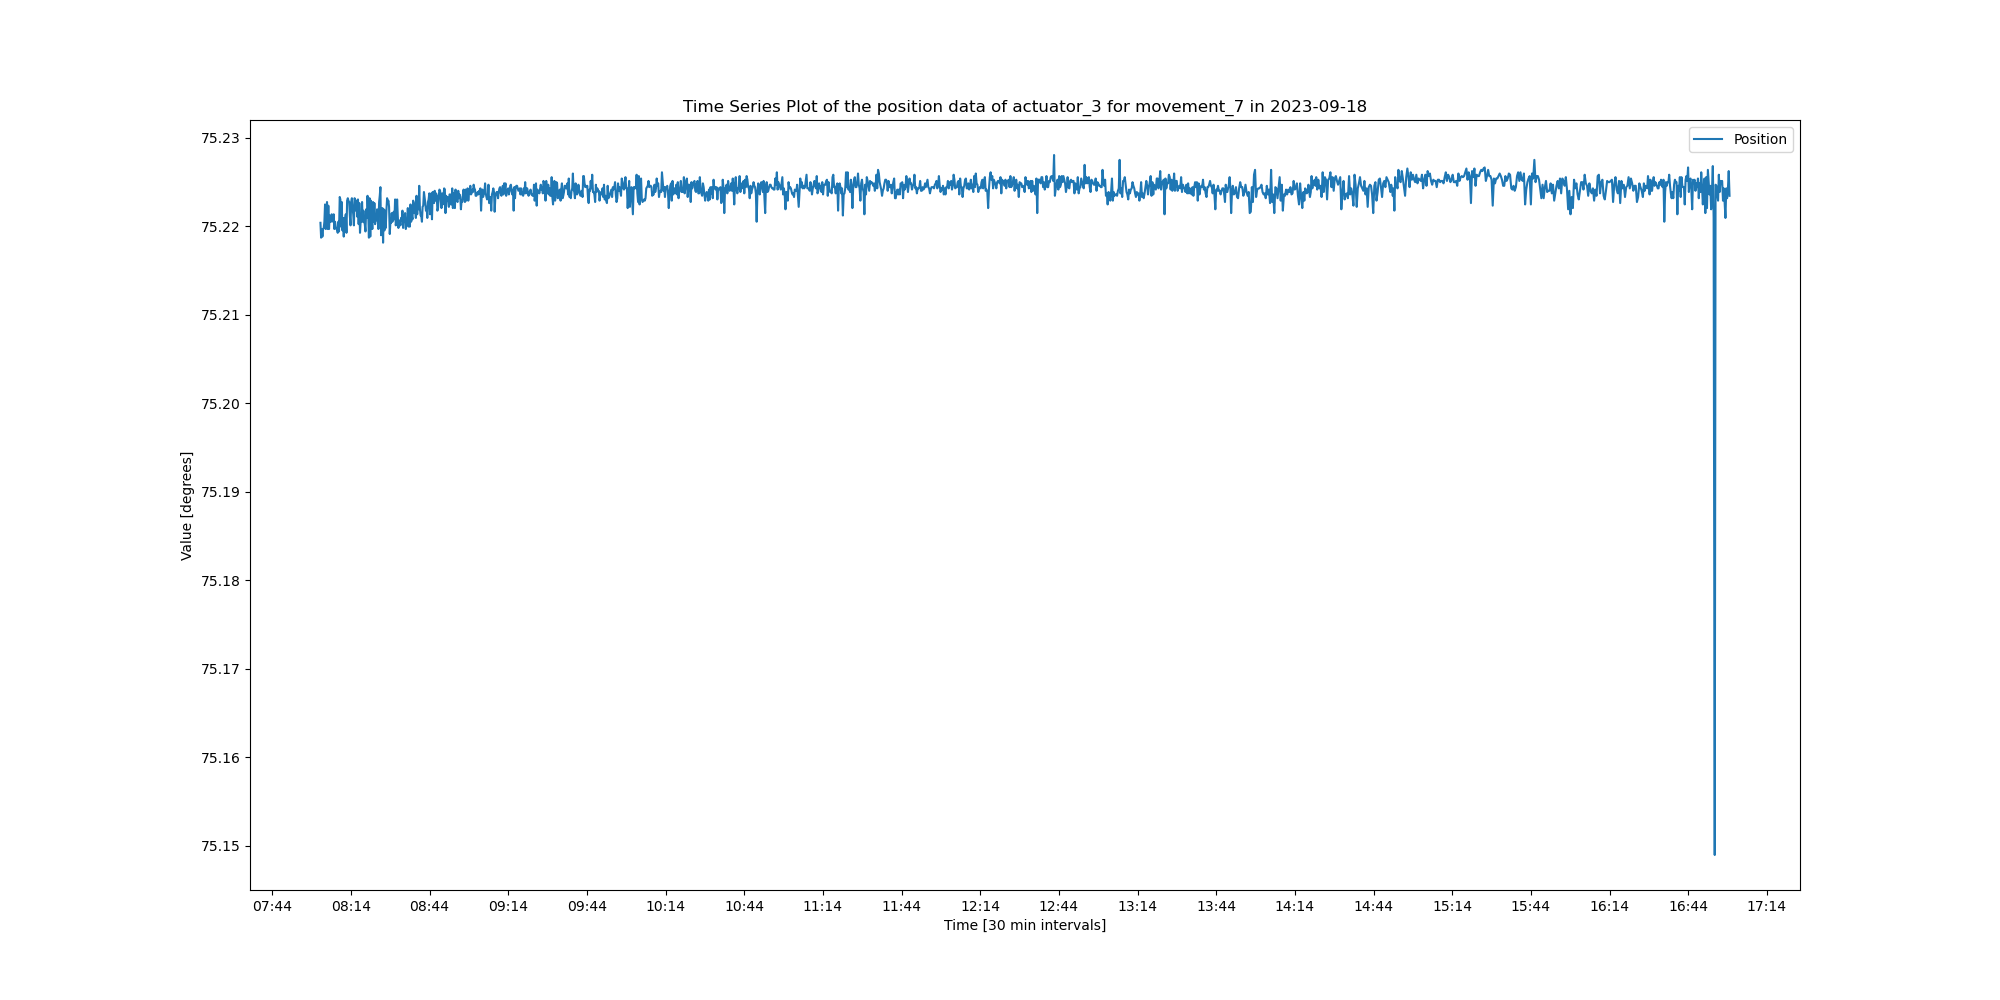 Time Series Plot of the position data of actuator_3 for movement_7 in 2023-09-18
Position
75.23
75.22
75.21
75.20
75.19
75.18
75.17
75.16
75.15
Value [degrees]
07:44 08:14 08:44 09:14 09:44 10:14 10:44 11:14 11:44 12:14 12:44 13:14 13:44 14:14 14:44 15:14 15:44 16:14 16:44 17:14
Time [30 min intervals]